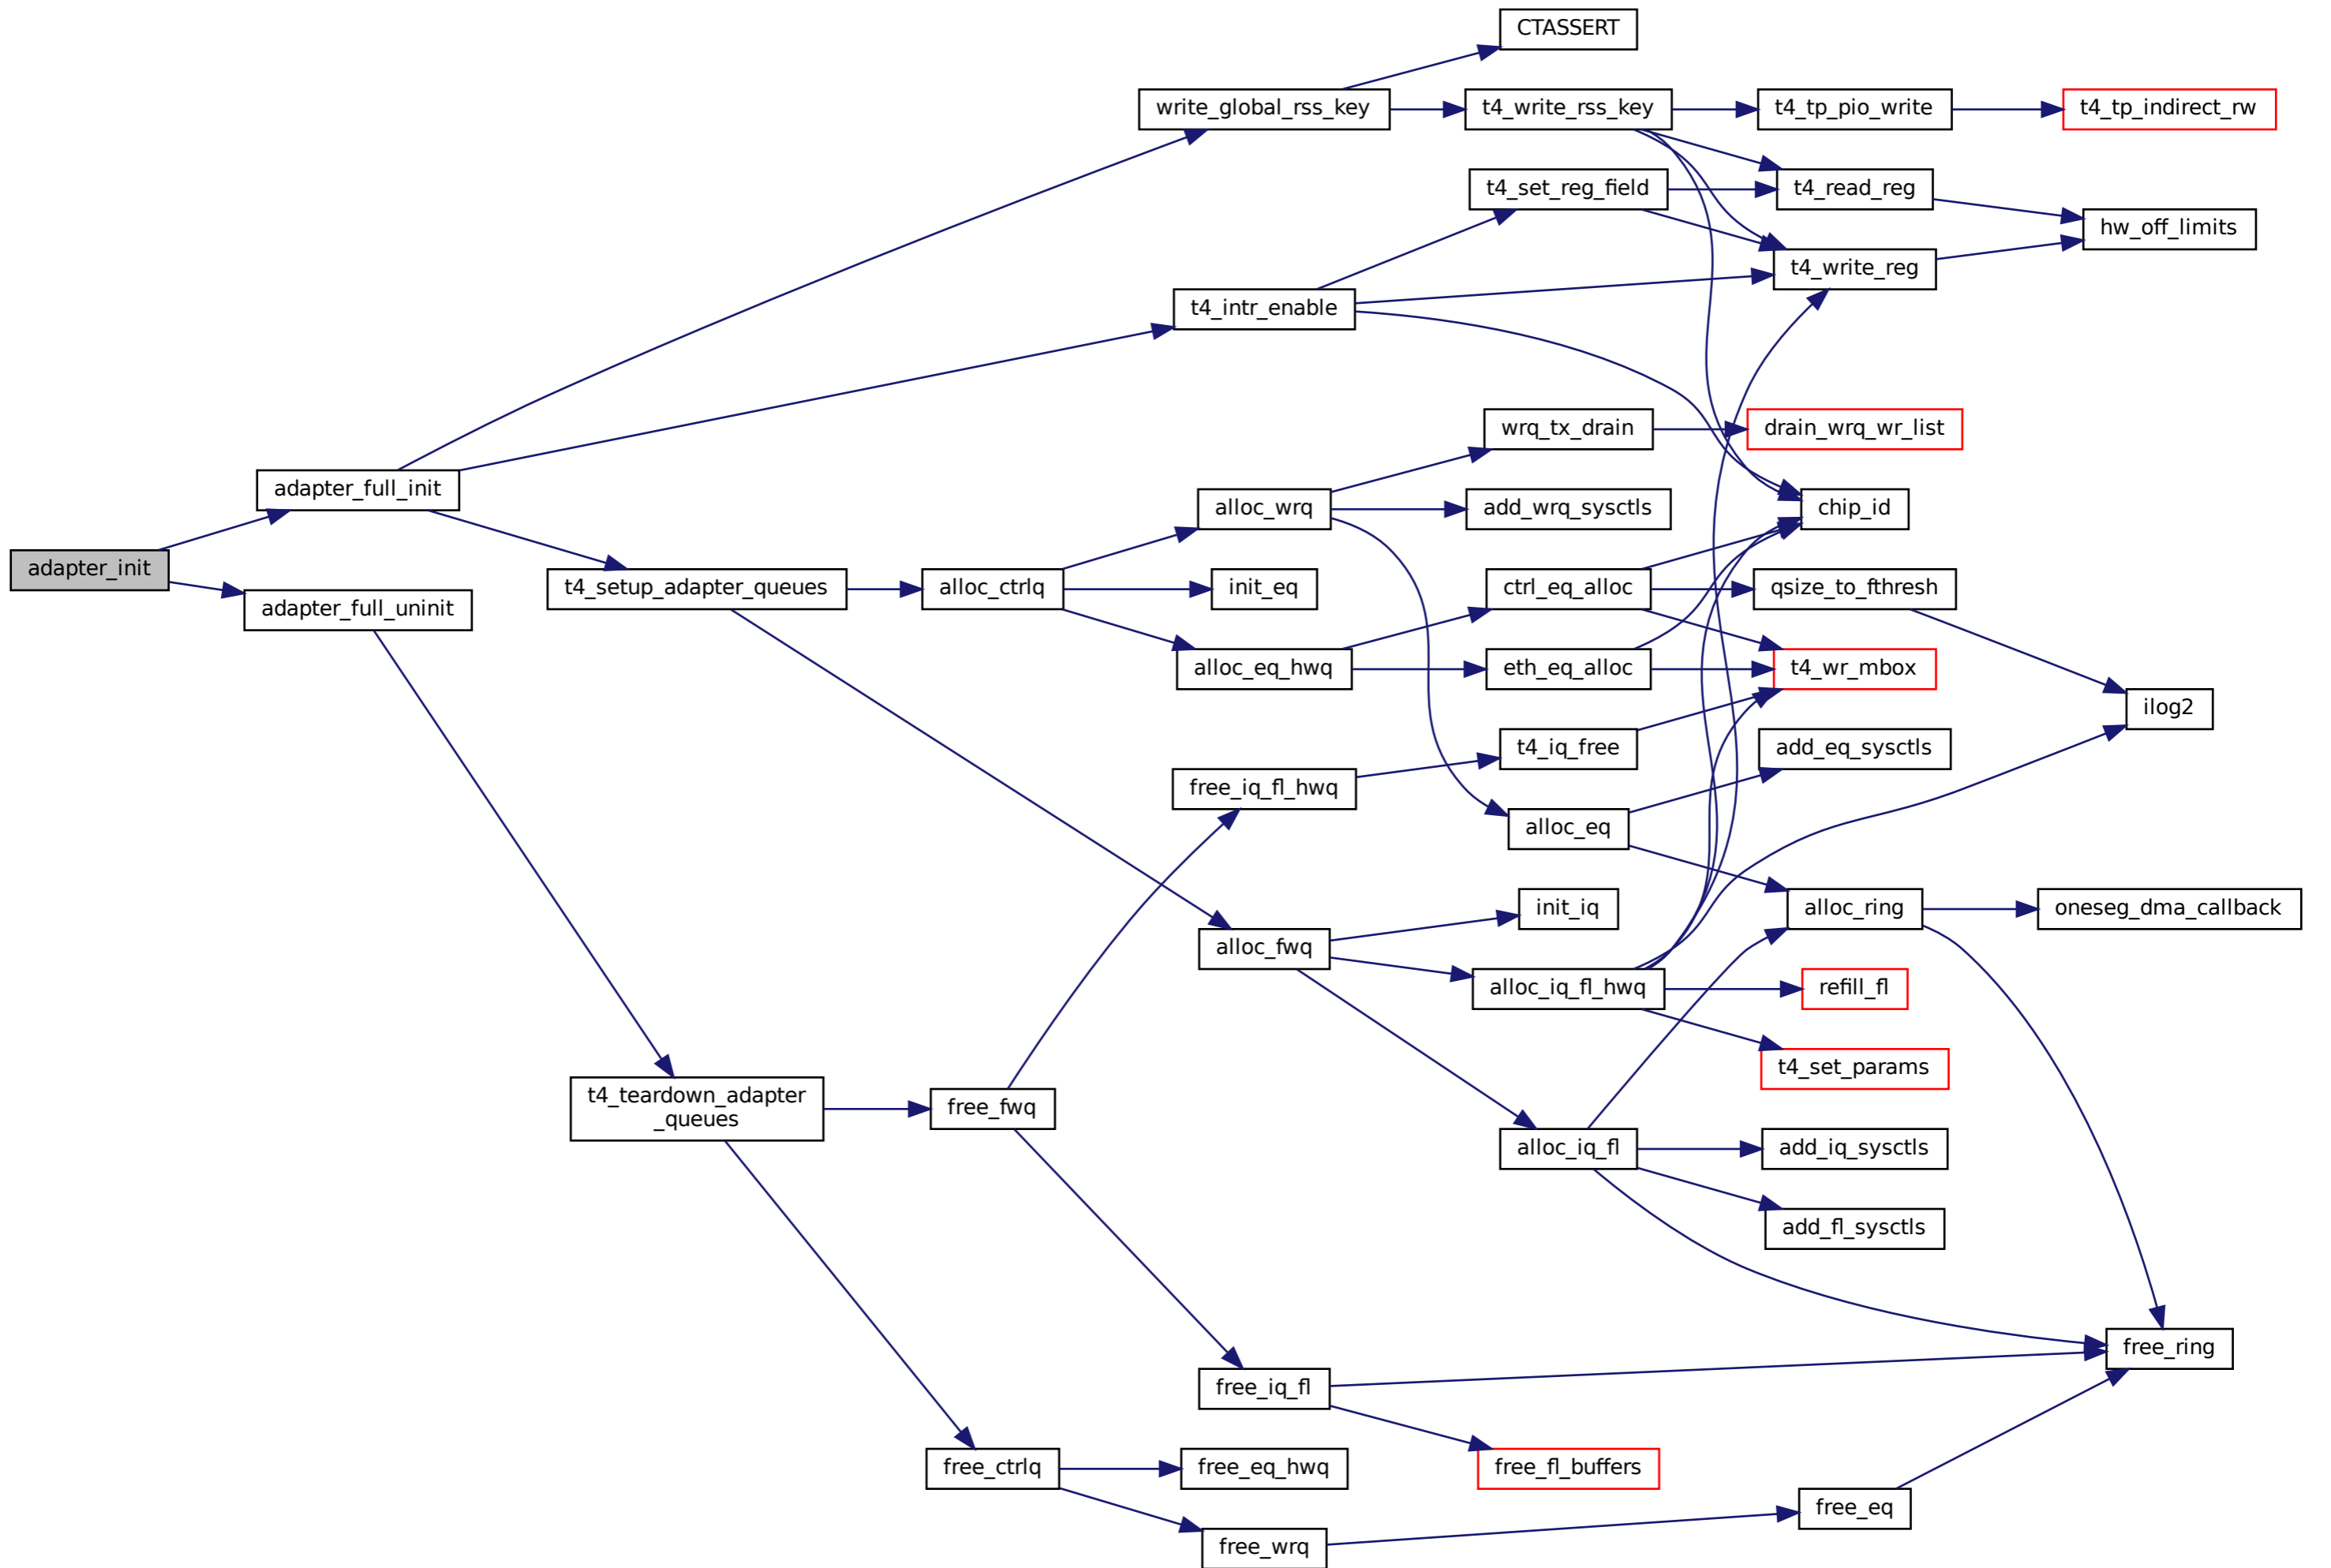 CTASSERT
write_global_rss_key
t4_write_rss_key
t4_tp_pio_write
t4_tp_indirect_rw
t4_set_reg_field
t4_read_reg
hw_off_limits
t4_write_reg
t4_intr_enable
wrq_tx_drain
drain_wrq_wr_list
adapter_full_init
alloc_wrq
add_wrq_sysctls
chip_id
adapter_init
adapter_full_uninit
t4_setup_adapter_queues
alloc_ctrlq
init_eq
ctrl_eq_alloc
qsize_to_fthresh
alloc_eq_hwq
eth_eq_alloc
t4_wr_mbox
ilog2
t4_iq_free
add_eq_sysctls
free_iq_fl_hwq
alloc_eq
init_iq
alloc_ring
oneseg_dma_callback
alloc_fwq
alloc_iq_fl_hwq
refill_fl
t4_set_params
t4_teardown_adapter
_queues
free_fwq
alloc_iq_fl
add_iq_sysctls
add_fl_sysctls
free_ring
free_iq_fl
free_ctrlq
free_eq_hwq
free_fl_buffers
free_eq
free_wrq